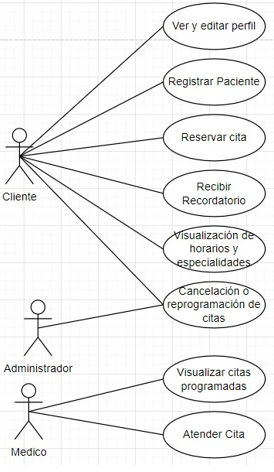 Ver y editar perfil
Registrar Paciente
Reservar cita
Cliente
Recibir
Recordatorio
Visualización de
horarios y
especialidades
Cancelación o
reprogramación de
citas
Administrador
Visualizar citas
programadas
Atender Cita
Medico